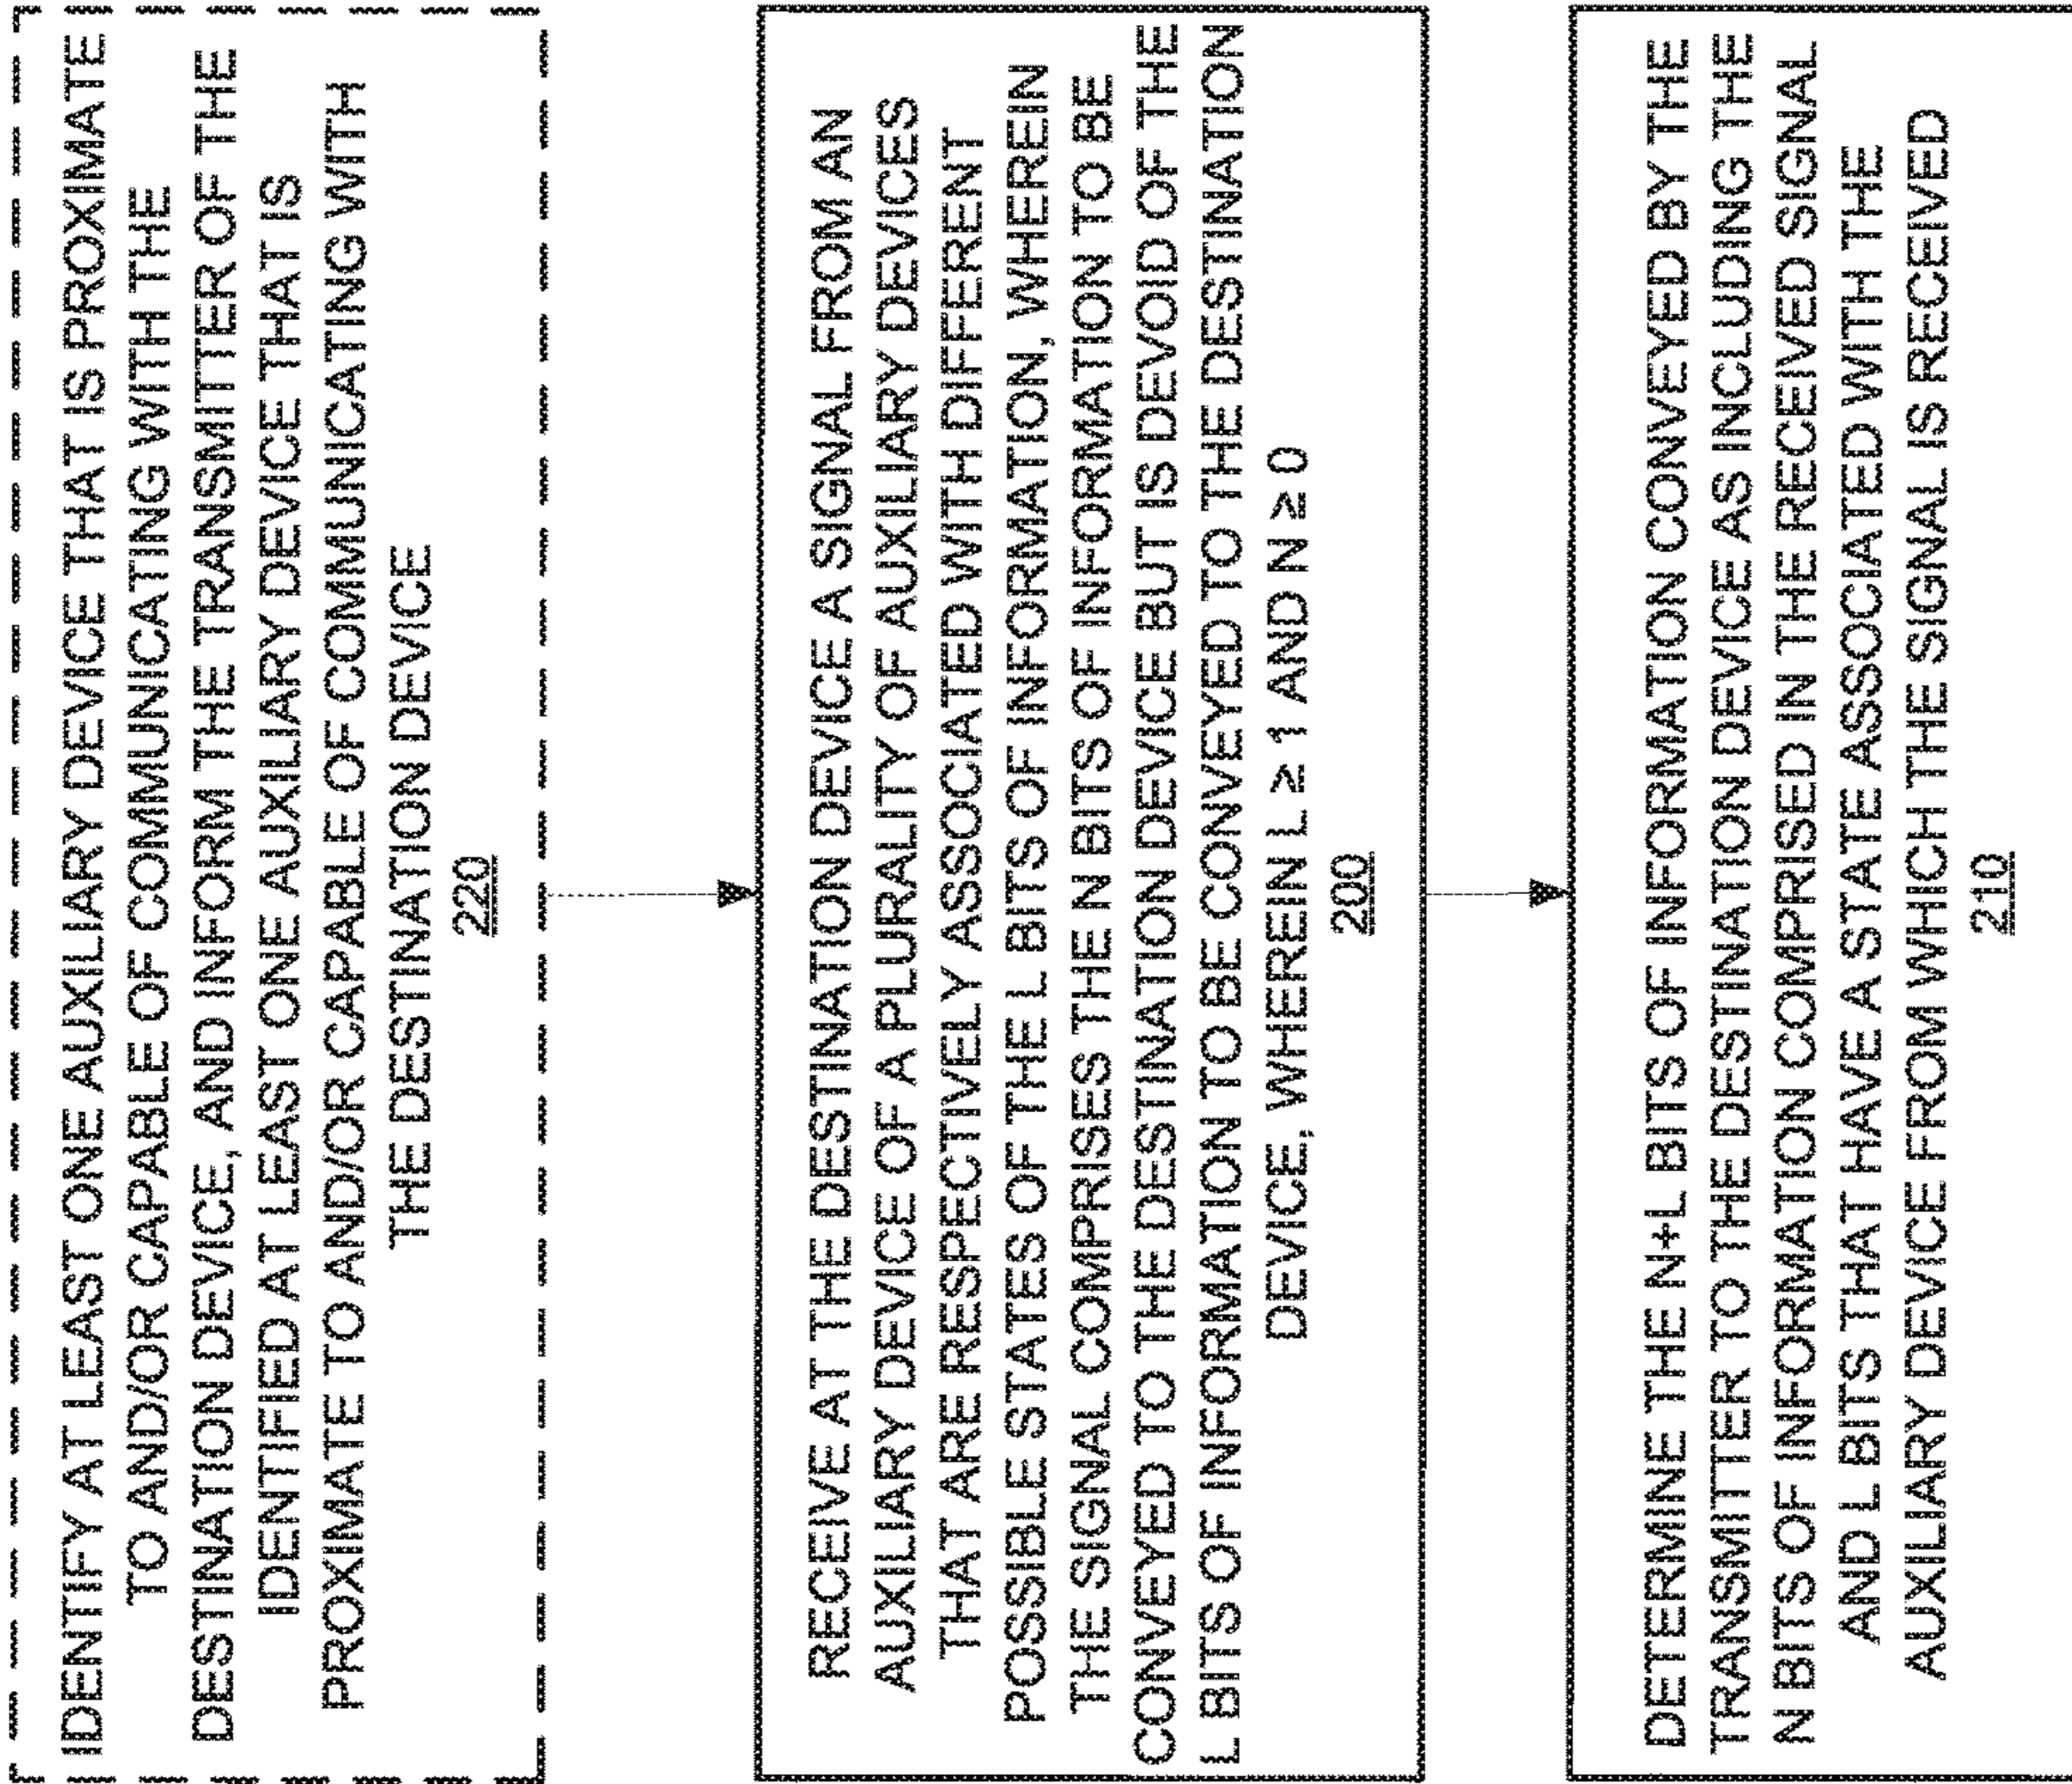 IDENTIFY AT LEAST ONE AUXILIARY DEVICE THAT IS PROXIMATE
TO AND/OR CAPABLE OF COMMUNICATING WITH THE
DESTINATION DEVICE, AND INFORM THE TRANSMITTER OF THE
IDENTIFIED AT LEAST ONE AUXILIARY DEVICE THAT IS
PROXIMATE TO AND/OR CAPABLE OF COMMUNICATING WITH
THE DESTINATION DEVICE
220
RECEIVE AT THE DESTINATION DEVICE A SIGNAL FROM AN
AUXILIARY DEVICE OF A PLURALITY OF AUXILIARY DEVICES
THAT ARE RESPECTIVELY ASSOCIATED WITH DIFFERENT
POSSIBLE STATES OF THE L BITS OF INFORMATION, WHEREIN
THE SIGNAL COMPRISES THE N BITS OF INFORMATION TO BE
CONVEYED TO THE DESTINATION DEVICE BUT IS DEVOID OF THE
L BITS OF INFORMATION TO BE CONVEYED TO THE DESTINATION
DEVICE, WHEREIN L ≥ 1 AND N ≥ 0
200
DETERMINE THE N+L BITS OF INFORMATION CONVEYED BY THE
TRANSMITTER TO THE DESTINATION DEVICE AS INCLUDING THE
N BITS OF INFORMATION COMPRISED IN THE RECEIVED SIGNAL
AND L BITS THAT HAVE A STATE ASSOCIATED WITH THE
AUXILIARY DEVICE FROM WHICH THE SIGNAL IS RECEIVED
210